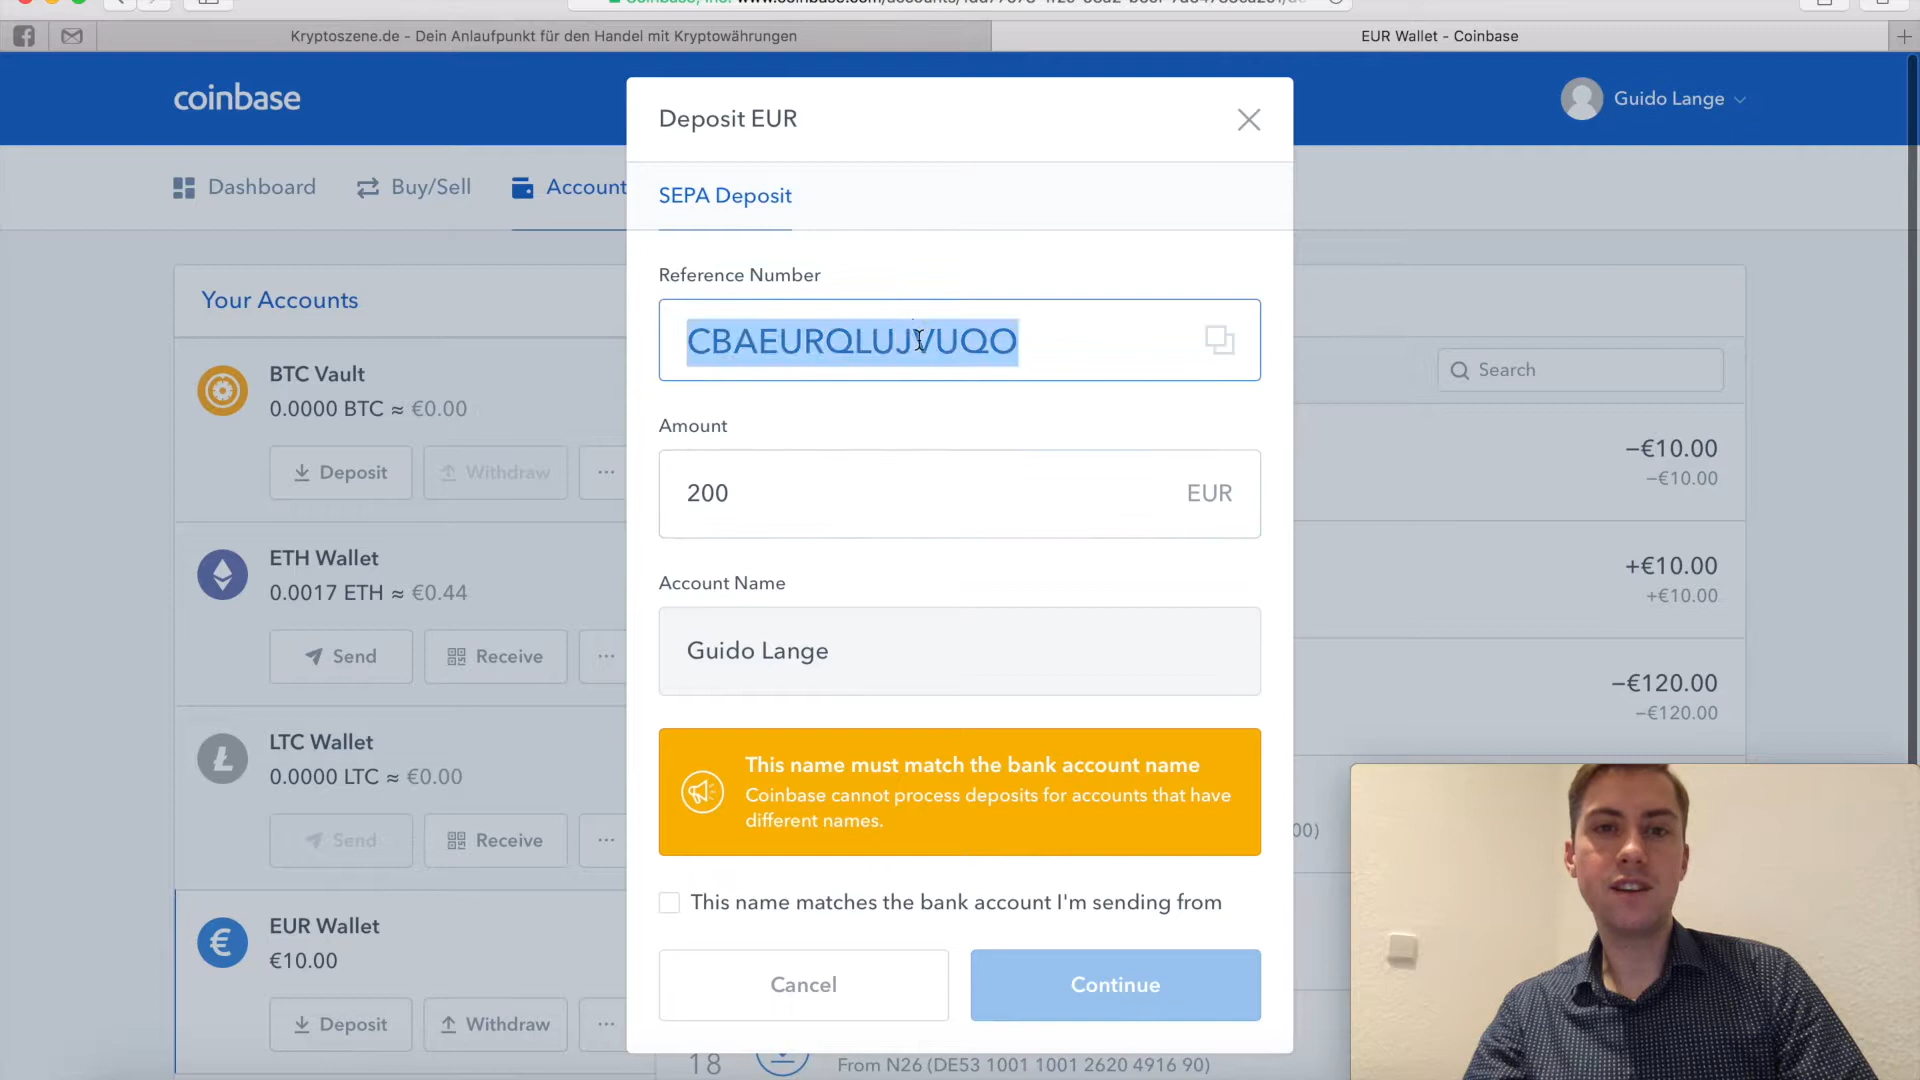 Kryptoszene.de - Dein Anlaufpunkt für den Handel mit Kryptowährungen
EUR Wallet - Coinbase
coinbase
Guido Lange
Dashboard
Buy/Sell
Account
Your Accounts
BTC Vault
0.0000 BTC ≈ €0.00
Deposit
Withdraw
...
ETH Wallet
0.0017 ETH ≈ €0.44
Send
Receive
...
LTC Wallet
0.0000 LTC ≈ €0.00
Send
Receive
...
EUR Wallet
€10.00
Deposit
Withdraw
...
Deposit EUR
SEPA Deposit
Reference Number
CBAEURQLUJVUQO
Amount
200 EUR
Account Name
Guido Lange
This name must match the bank account name
Coinbase cannot process deposits for accounts that have
different names.
This name matches the bank account I'm sending from
Cancel
Continue
18
From N26 (DE53 1001 1001 2620 4916 90)
Search
−€10.00
−€10.00
+€10.00
+€10.00
−€120.00
−€120.00
00)